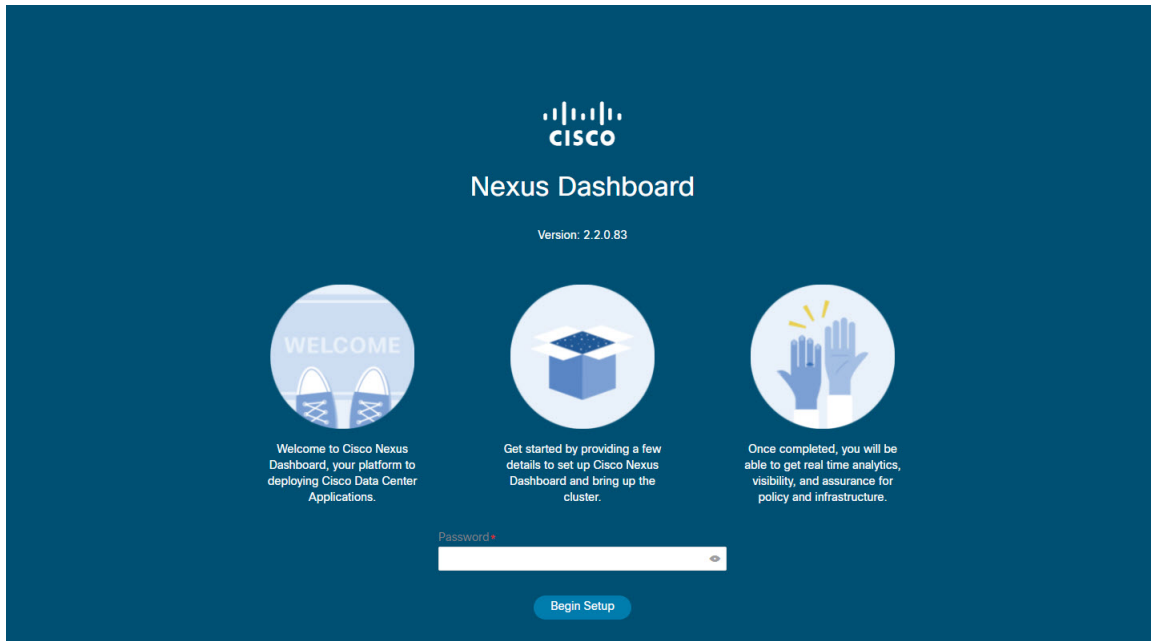 CISCO
Nexus Dashboard
Version: 2.2.0.83
WELCOME
Welcome to Cisco Nexus
Dashboard, your platform to
deploying Cisco Data Center
Applications.
Get started by providing a few
details to set up Cisco Nexus
Dashboard and bring up the
cluster.
Once completed, you will be
able to get real time analytics,
visibility, and assurance for
policy and infrastructure.
Password*
Begin Setup